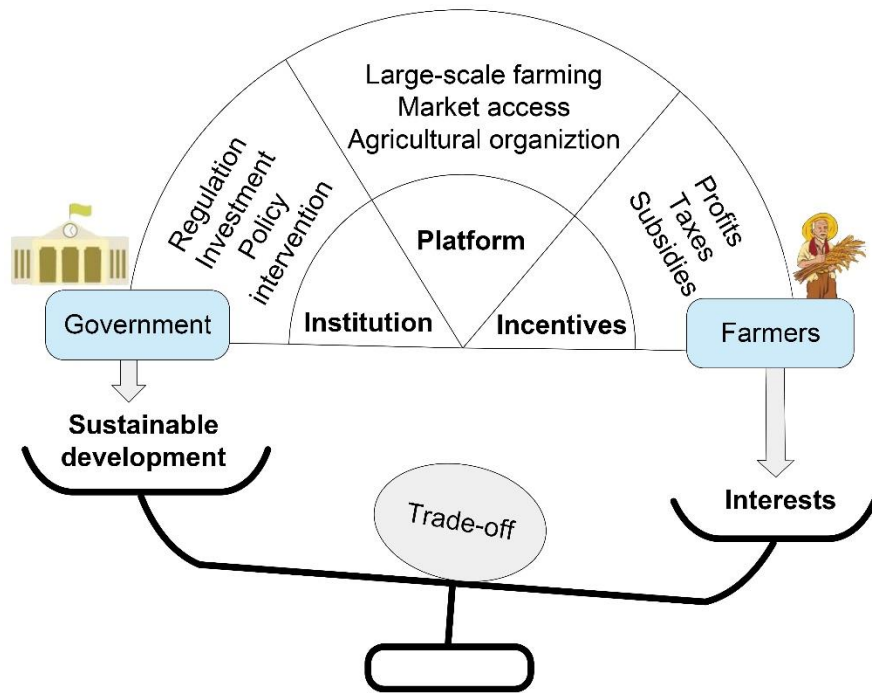 Large-scale farming
Market access
Agricultural organiztion
Regulation
Investment
Policy
intervention
Profits
Taxes
Subsidies
Platform
Institution
Incentives
Government
Farmers
Sustainable
development
Interests
Trade-off